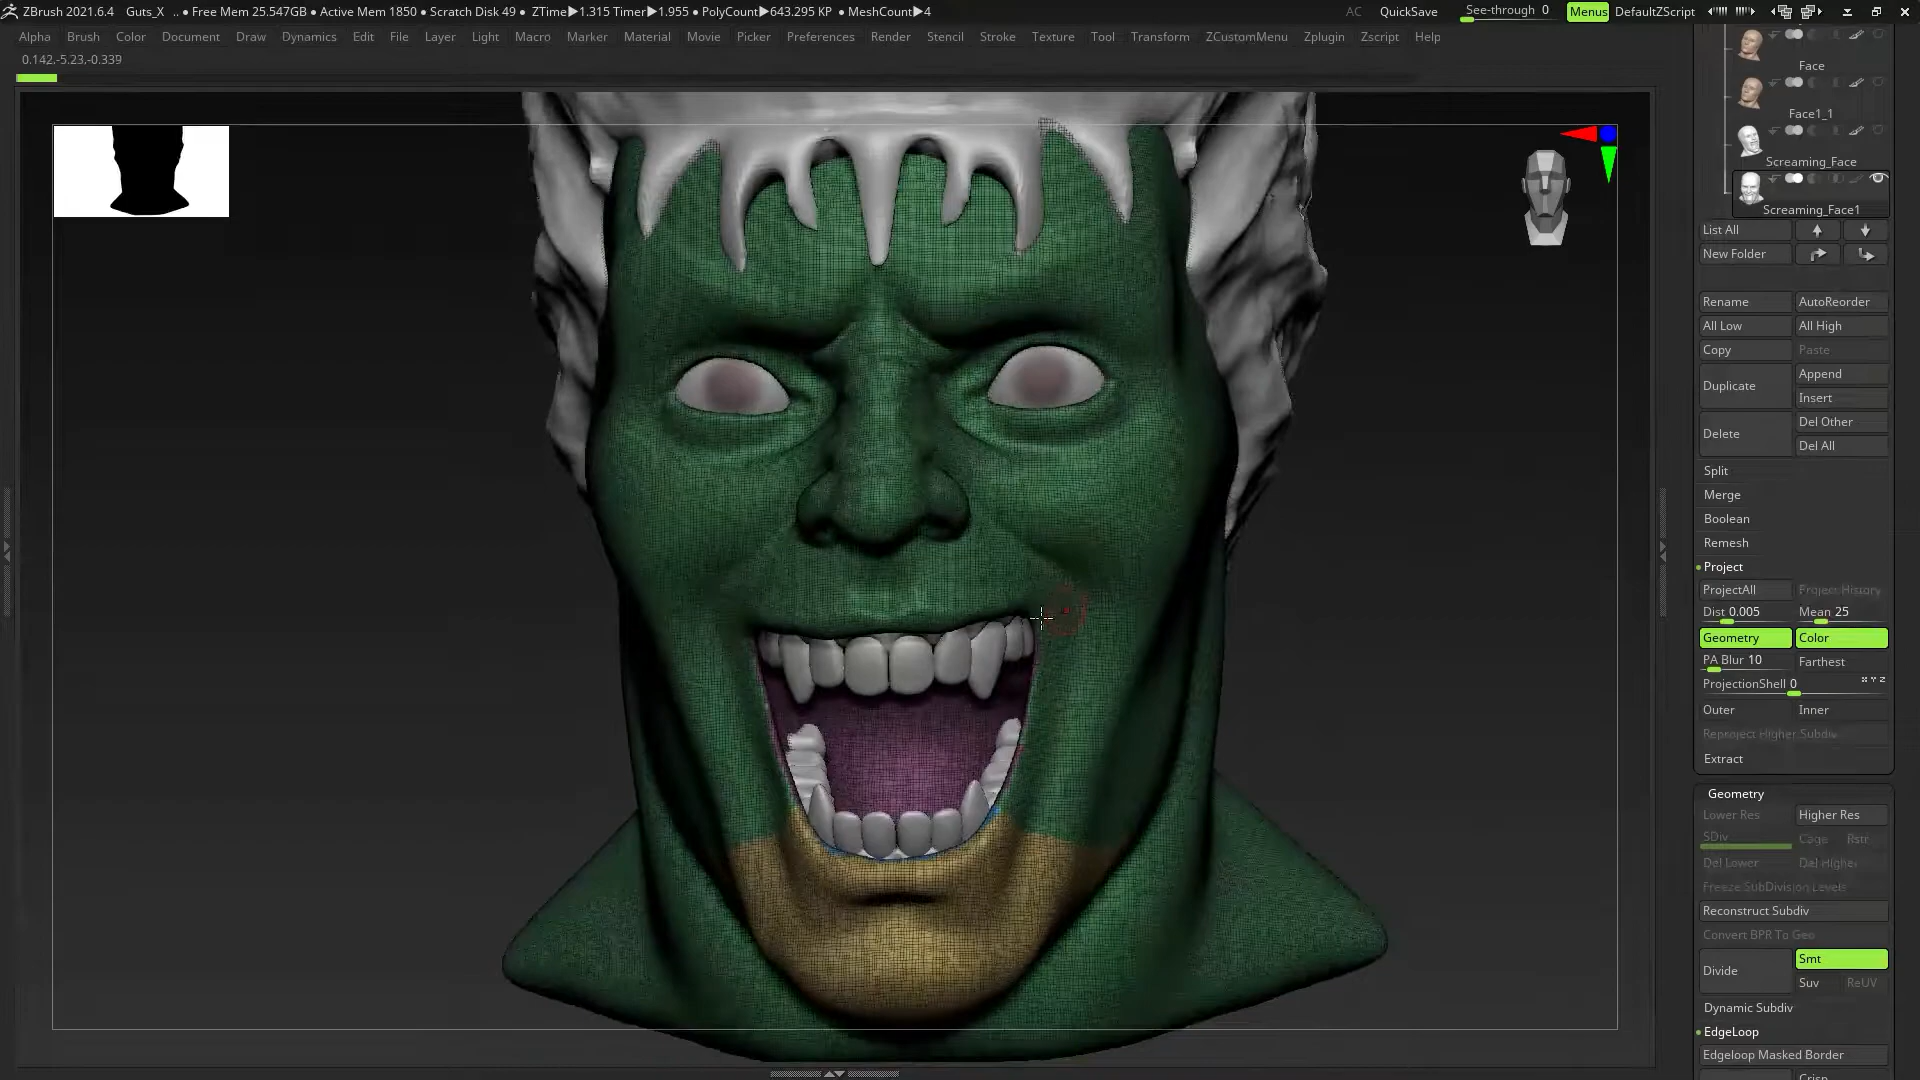 ZBrush 2021.6.4 Guts_X .. ● Free Mem 25.547GB ● Active Mem 1850 ● Scratch Disk 49 ● ZTime▶1.315 Timer▶1.955 ● PolyCount▶643.295 KP ● MeshCount▶4 AC QuickSave See-through 0 Menus DefaultZScript
Alpha Brush Color Document Draw Dynamics Edit File Layer Light Macro Marker Material Movie Picker Preferences Render Stencil Stroke Texture Tool Transform ZCustomMenu Zplugin Zscript Help
0.142,-5.23,-0.339
Face
Face1_1
Screaming_Face
Screaming_Face1
List All
New Folder
Rename AutoReorder
All Low All High
Copy Paste
Duplicate Append
Insert
Delete Del Other
Del All
Split
Merge
Boolean
Remesh
Project
ProjectAll Project History
Dist 0.005 Mean 25
Geometry Color
PA Blur 10 Farthest
ProjectionShell 0 X Y Z
Outer Inner
Reproject Higher Subdiv
Extract
Geometry
Lower Res Higher Res
SDiv Cage Rstr
Del Lower Del Higher
Freeze SubDivision Levels
Reconstruct Subdiv
Convert BPR To Geo
Divide Smt
Suv ReUV
Dynamic Subdiv
EdgeLoop
Edgeloop Masked Border
Crisp